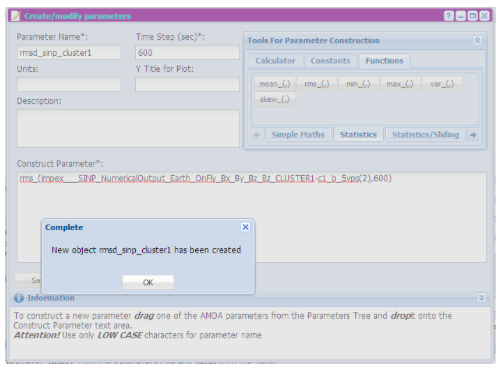 Create/modify parameters
Parameter Name*:
Time Step (sec)*:
rmsd_sinp_cluster1
600
Units:
Y Title for Plot:
Description:
Tools For Parameter Construction
Calculator
Constants
Functions
mean_(,)
rms_(,)
min_(,)
max_(,)
var_(,)
skew_(,)
Simple Maths
Statistics
Statistics/Sliding
Construct Parameter*:
rms_(impex___SINP_NumericalOutput_Earth_OnFly_Bx_By_Bz_Bz_CLUSTER1-c1_b_5vps(2),600)
Complete
New object rmsd_sinp_cluster1 has been created
OK
Sa
Information
To construct a new parameter drag one of the AMDA parameters from the Parameters Tree and dropt onto the
Construct Parameter text area.
Attention! Use only LOW CASE characters for parameter name